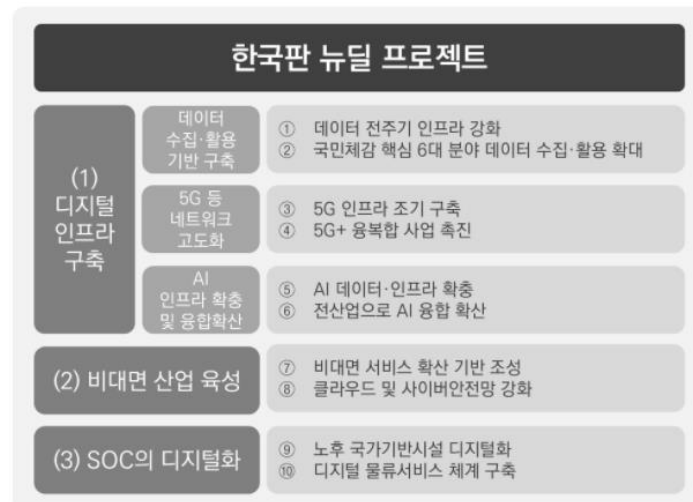 한국판 뉴딜 프로젝트
(1)
디지털
인프라
구축
데이터
수집·활용
기반 구축
① 데이터 전주기 인프라 강화
② 국민체감 핵심 6대 분야 데이터 수집·활용 확대
5G 등
네트워크
고도화
③ 5G 인프라 조기 구축
④ 5G+ 융복합 사업 촉진
AI
인프라 확충
및 융합확산
⑤ AI 데이터·인프라 확충
⑥ 전산업으로 AI 융합 확산
(2) 비대면 산업 육성
⑦ 비대면 서비스 확산 기반 조성
⑧ 클라우드 및 사이버안전망 강화
(3) SOC의 디지털화
⑨ 노후 국가기반시설 디지털화
⑩ 디지털 물류서비스 체계 구축